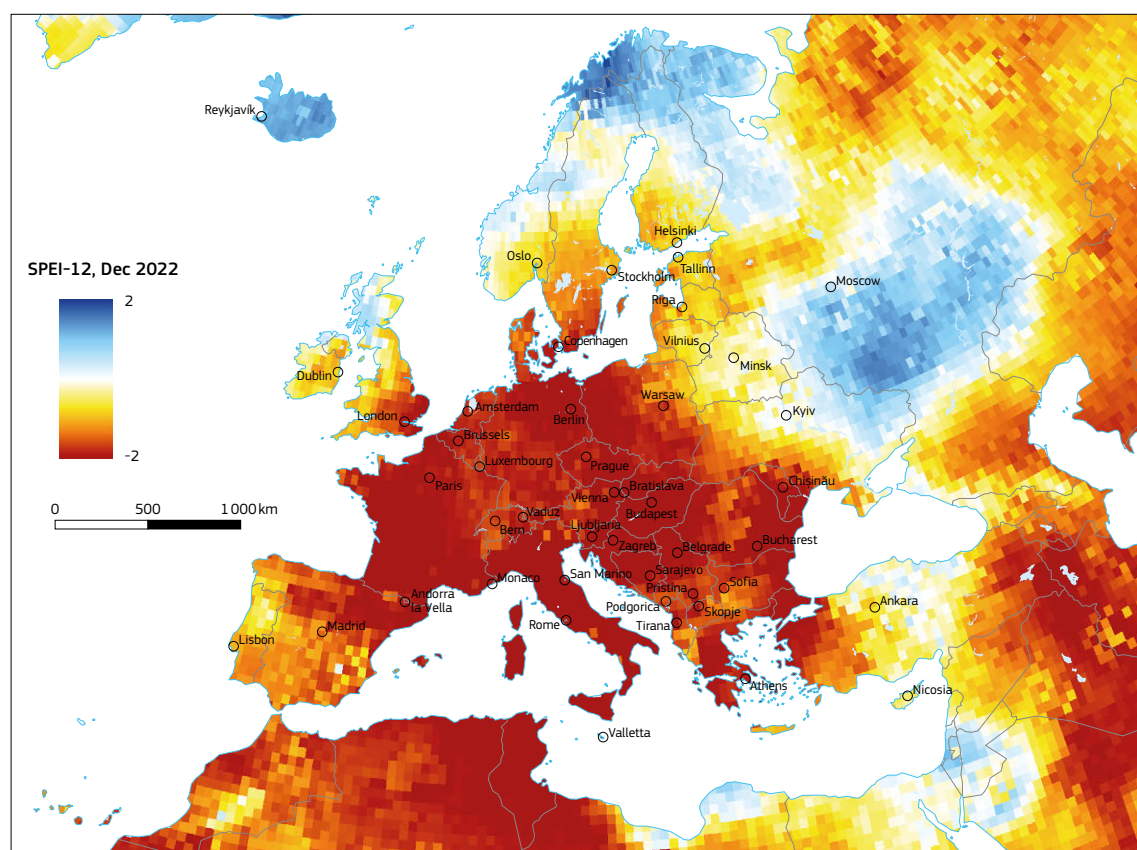 Reykjavík
SPEI-12, Dec 2022
2
-2
0
500
1 000 km
Helsinki
Oslo
Tallinn
Stockholm
Moscow
Riga
Copenhagen
Vilnius
Minsk
Dublin
Warsaw
Amsterdam
Berlin
London
Kyiv
Brussels
Luxembourg
Prague
Paris
Chișinău
Vienna
Bratislava
Budapest
Vaduz
Bern
Ljubljana
Zagreb
Belgrade
Bucharest
Monaco
San Marino
Sarajevo
Sofia
Pristina
Andorra
la Vella
Podgorica
Skopje
Ankara
Rome
Tirana
Madrid
Lisbon
Athens
Nicosia
Valletta